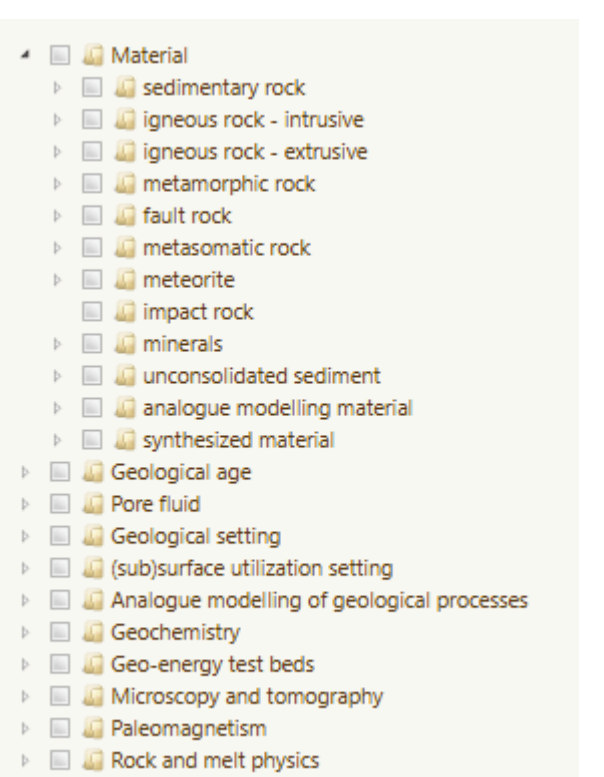 Material
sedimentary rock
igneous rock - intrusive
igneous rock - extrusive
metamorphic rock
fault rock
metasomatic rock
meteorite
impact rock
minerals
unconsolidated sediment
analogue modelling material
synthesized material
Geological age
Pore fluid
Geological setting
(sub)surface utilization setting
Analogue modelling of geological processes
Geochemistry
Geo-energy test beds
Microscopy and tomography
Paleomagnetism
Rock and melt physics